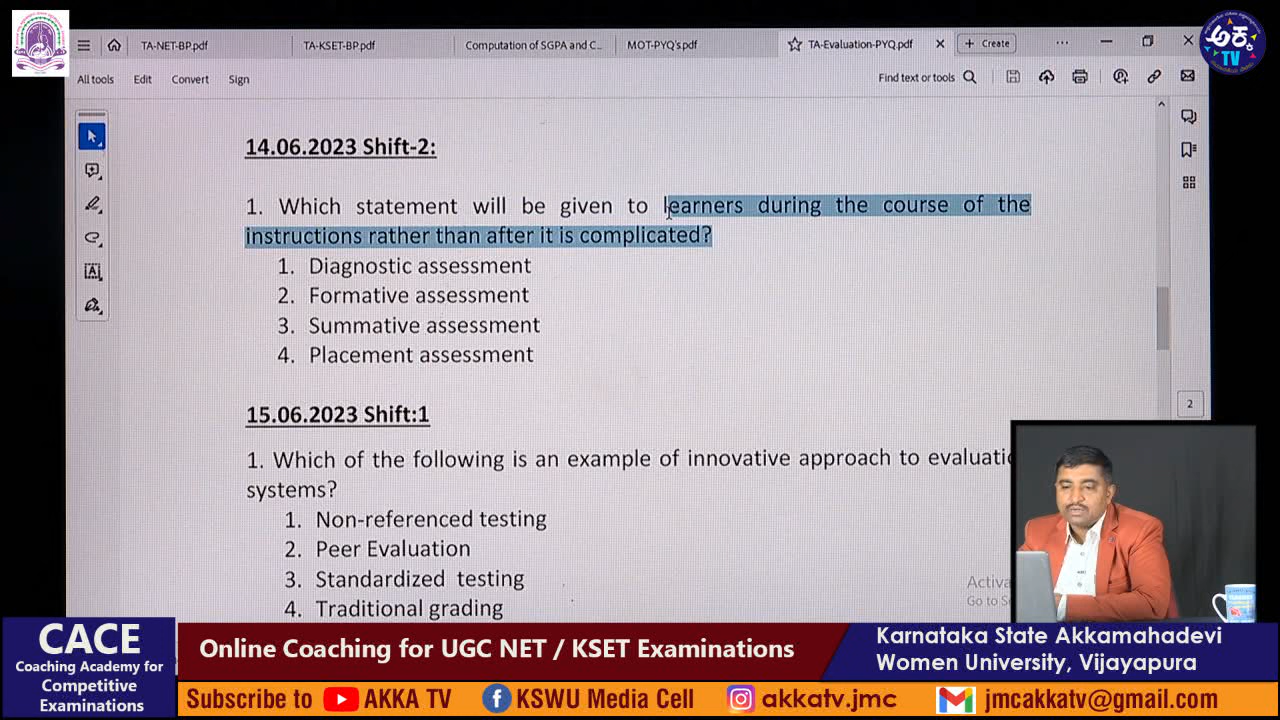 TA-NET-BP.pdf
TA-KSET-BP.pdf
Computation of SGPA and C...
MOT-PYQ's.pdf
TA-Evaluation-PYQ.pdf
Create
ಅಕ್ಕ
TV
All tools
Edit
Convert
Sign
Find text or tools
14.06.2023 Shift-2:
1. Which statement will be given to learners during the course of the
instructions rather than after it is complicated?
1. Diagnostic assessment
2. Formative assessment
3. Summative assessment
4. Placement assessment
2
15.06.2023 Shift:1
1. Which of the following is an example of innovative approach to evaluatio
systems?
1. Non-referenced testing
2. Peer Evaluation
3. Standardized testing
4. Traditional grading
Activa
Go to S
CACE
Coaching Academy for
Competitive
Examinations
Online Coaching for UGC NET / KSET Examinations
Karnataka State Akkamahadevi
Women University, Vijayapura
Subscribe to AKKA TV
KSWU Media Cell
akkatv.jmc
jmcakkatv@gmail.com